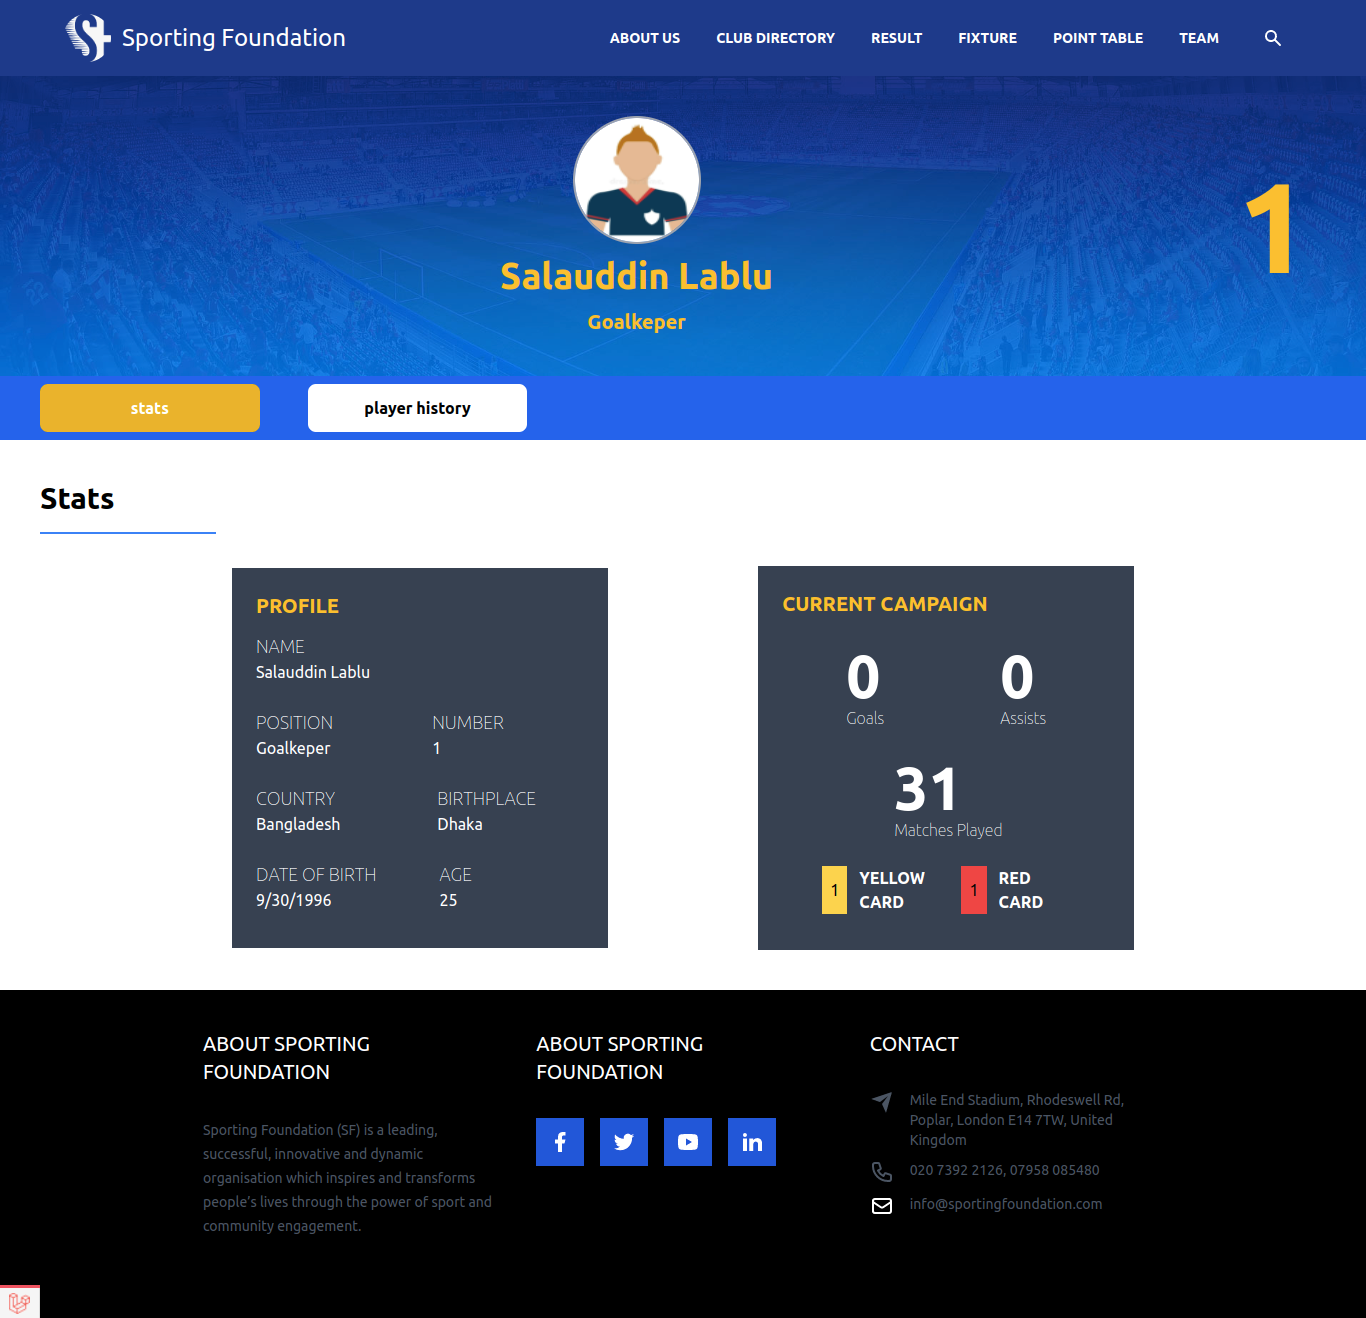 Sporting Foundation
ABOUT US
CLUB DIRECTORY
RESULT
FIXTURE
POINT TABLE
TEAM
1
Salauddin Lablu
Goalkeper
stats
player history
Stats
PROFILE
NAME
Salauddin Lablu
POSITION
Goalkeper
NUMBER
1
COUNTRY
Bangladesh
BIRTHPLACE
Dhaka
DATE OF BIRTH
9/30/1996
AGE
25
CURRENT CAMPAIGN
0
Goals
0
Assists
31
Matches Played
1
YELLOW
CARD
1
RED
CARD
ABOUT SPORTING
FOUNDATION
Sporting Foundation (SF) is a leading,
successful, innovative and dynamic
organisation which inspires and transforms
people's lives through the power of sport and
community engagement.
ABOUT SPORTING
FOUNDATION
CONTACT
Mile End Stadium, Rhodeswell Rd,
Poplar, London E14 7TW, United
Kingdom
020 7392 2126, 07958 085480
info@sportingfoundation.com